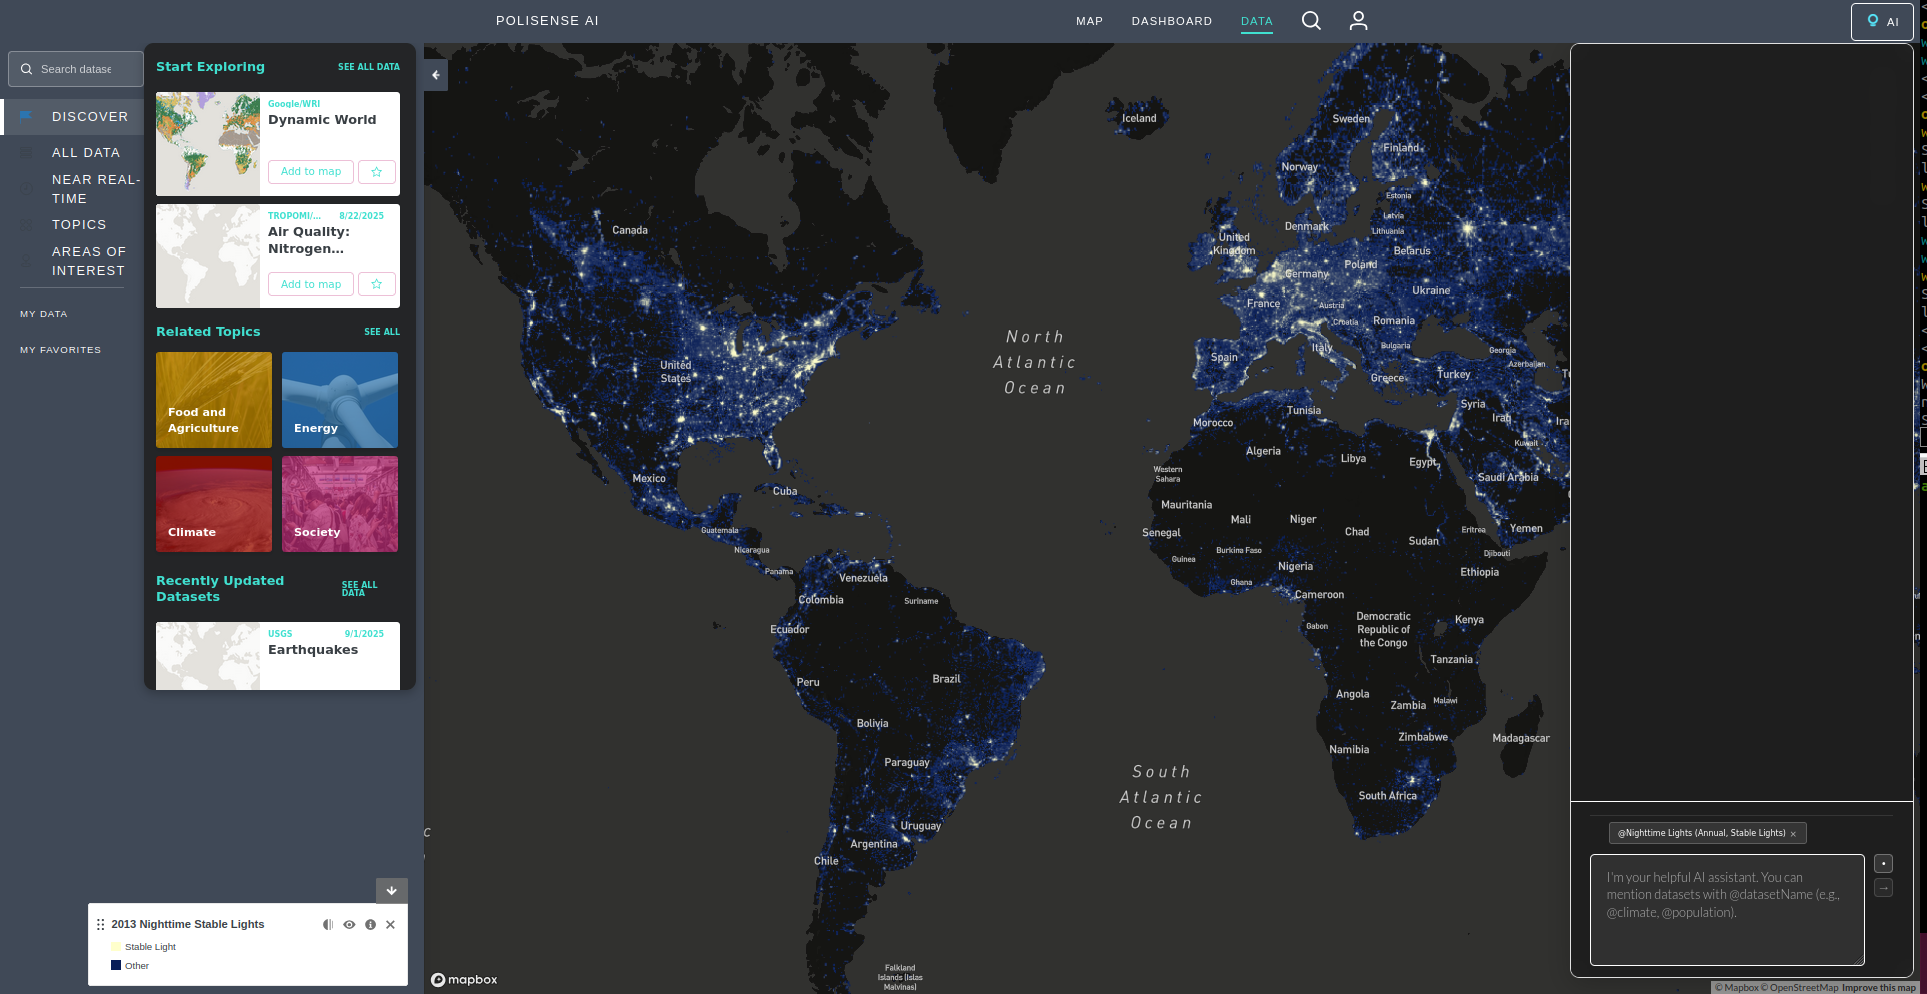 POLISENSE AI
MAP
DASHBOARD
DATA
AI
Search datase
DISCOVER
ALL DATA
NEAR REAL-
TIME
TOPICS
AREAS OF
INTEREST
MY DATA
MY FAVORITES
Start Exploring
SEE ALL DATA
Google/WRI
Dynamic World
Add to map
TROPOMI/... 8/22/2025
Air Quality:
Nitrogen...
Add to map
Related Topics
SEE ALL
Food and
Agriculture
Energy
Climate
Society
Recently Updated
Datasets
SEE ALL
DATA
USGS 9/1/2025
Earthquakes
2013 Nighttime Stable Lights
Stable Light
Other
Iceland
Sweden
Finland
Norway
Estonia
Latvia
Lithuania
Denmark
United
Kingdom
Belarus
Poland
Germany
Ukraine
France
Austria
Croatia
Romania
Italy
Bulgaria
Georgia
Azerbaijan
Spain
Greece
Turkey
Syria
Iraq
Ira
Tunisia
Morocco
Kuwait
Algeria
Libya
Egypt
Saudi Arabia
Western
Sahara
Mauritania
Mali
Niger
Chad
Sudan
Eritrea
Yemen
Senegal
Guinea
Burkina Faso
Djibouti
Nigeria
Ethiopia
Ghana
Cameroon
Gabon
Democratic
Republic of
the Congo
Kenya
Tanzania
Angola
Zambia
Malawi
Zimbabwe
Madagascar
Namibia
South Africa
Canada
United
States
Mexico
Cuba
Guatemala
Nicaragua
Panama
Venezuela
Colombia
Suriname
Ecuador
Peru
Brazil
Bolivia
Paraguay
Uruguay
Argentina
Chile
Falkland
Islands (Islas
Malvinas)
North
Atlantic
Ocean
South
Atlantic
Ocean
mapbox
@Nighttime Lights (Annual, Stable Lights) ×
I'm your helpful AI assistant. You can
mention datasets with @datasetName (e.g.,
@climate, @population).
© Mapbox © OpenStreetMap Improve this map